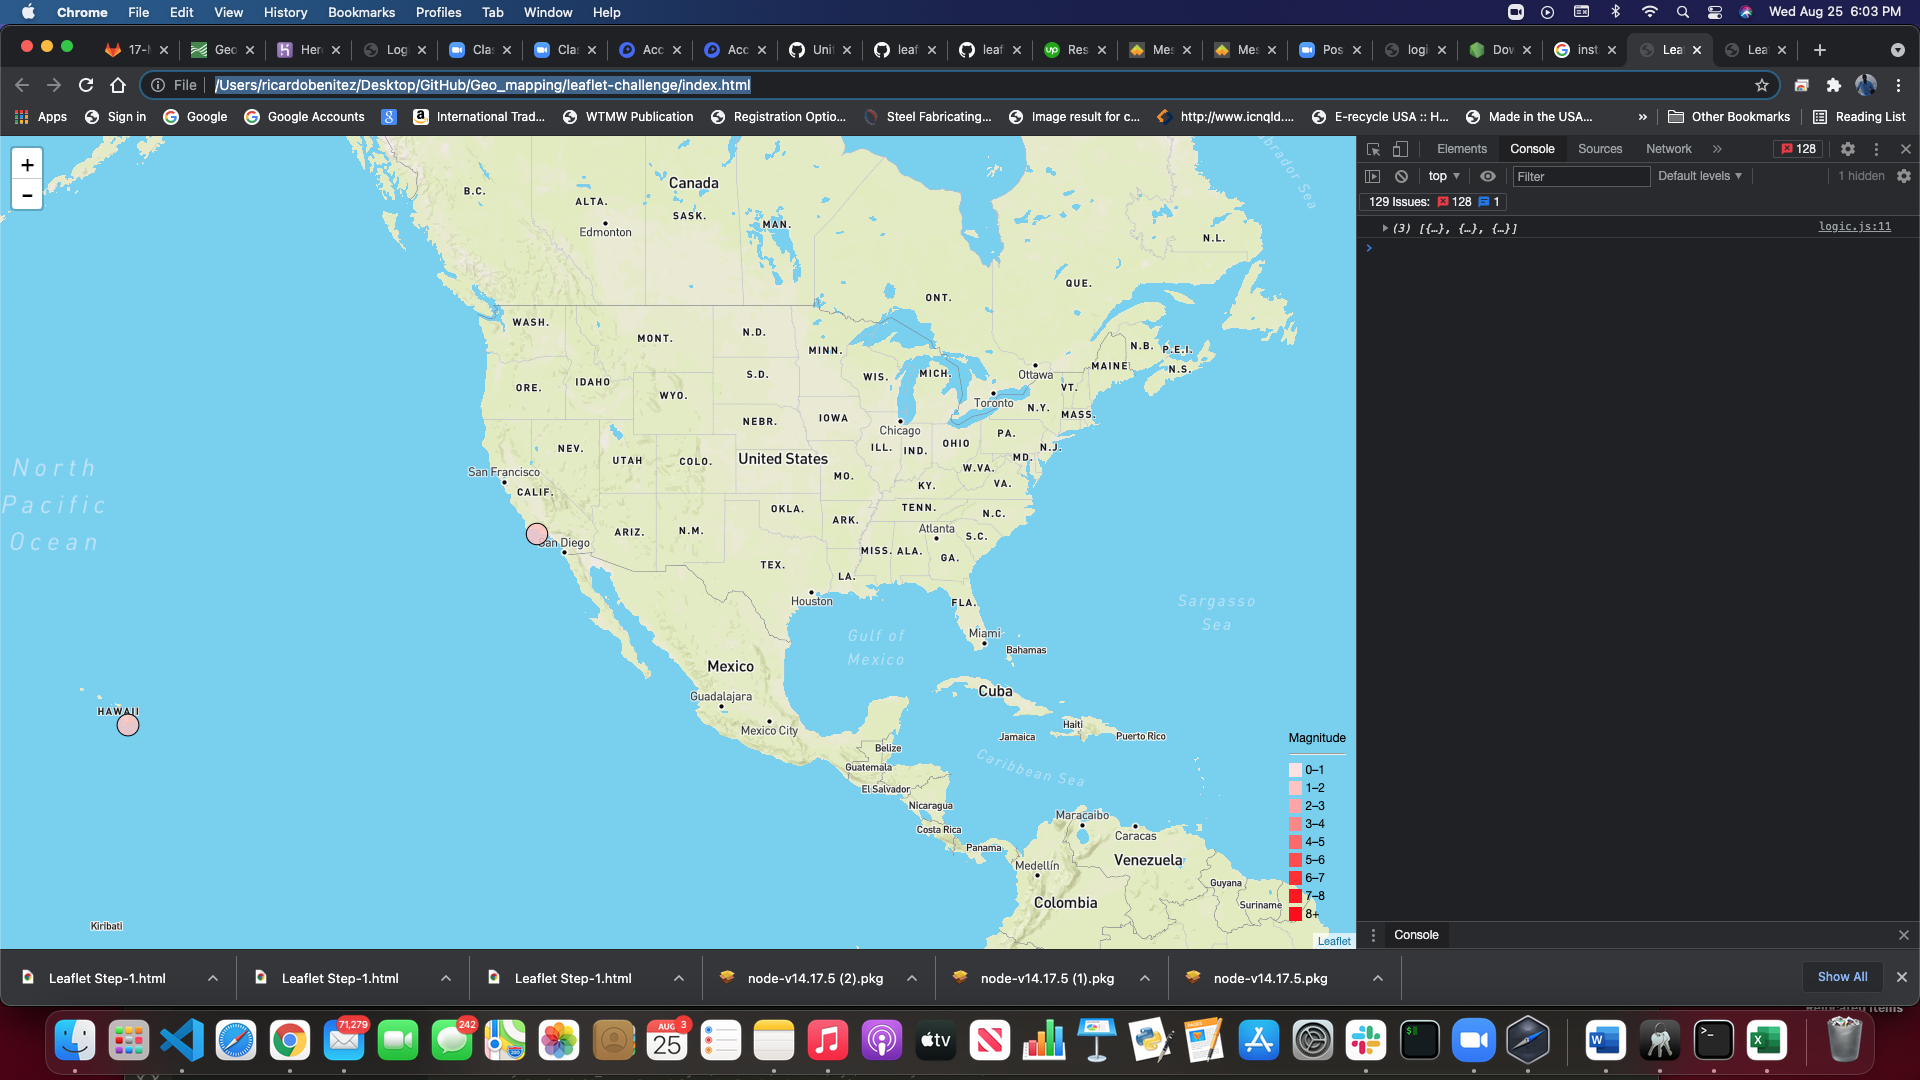 Chrome File Edit View History Bookmarks Profiles Tab Window Help Wed Aug 25 6:03 PM
17-M Geo Her Log Clas Clas Acc Acc Unit leaf leaf Res Mes Mes Pos logi Dov inst Leaf Leaf
File /Users/ricardobenitez/Desktop/GitHub/Geo_mapping/leaflet-challenge/index.html
Apps Sign in Google Google Accounts International Trad... WTMW Publication Registration Optio... Steel Fabricating... Image result for c... http://www.icnqld.... E-recycle USA :: H... Made in the USA... » Other Bookmarks Reading List
+
-
Elements Console Sources Network » 128
top Filter Default levels 1 hidden
129 Issues: 128 1
(3) [{…}, {…}, {…}] logic.js:11
Canada
B.C.
ALTA.
SASK.
MAN.
Edmonton
N.L.
QUE.
ONT.
WASH.
MONT.
N.D.
MINN.
N.B.
P.E.I.
N.S.
MAINE
Ottawa
ORE.
IDAHO
S.D.
WIS.
MICH.
VT.
WYO.
Toronto
N.Y.
MASS.
NEBR.
IOWA
Chicago
PA.
NEV.
UTAH
COLO.
United States
ILL.
IND.
OHIO
N.J.
MD.
San Francisco
CALIF.
MO.
W.VA.
KY.
VA.
OKLA.
ARK.
TENN.
N.C.
Atlanta
ARIZ.
N.M.
S.C.
San Diego
MISS.
ALA.
GA.
TEX.
LA.
Houston
FLA.
North
Pacific
Ocean
Sargasso
Sea
Gulf of
Mexico
Miami
Bahamas
Mexico
Cuba
Guadalajara
HAWAII
Mexico City
Haiti
Jamaica
Puerto Rico
Belize
Guatemala
Caribbean Sea
El Salvador
Nicaragua
Costa Rica
Maracaibo
Caracas
Panama
Medellín
Venezuela
Guyana
Colombia
Suriname
Kiribati
Magnitude
0–1
1–2
2–3
3–4
4–5
5–6
6–7
7–8
8+
Leaflet
Console
Leaflet Step-1.html Leaflet Step-1.html Leaflet Step-1.html node-v14.17.5 (2).pkg node-v14.17.5 (1).pkg node-v14.17.5.pkg Show All
71,279 242 AUG 3 25 tv